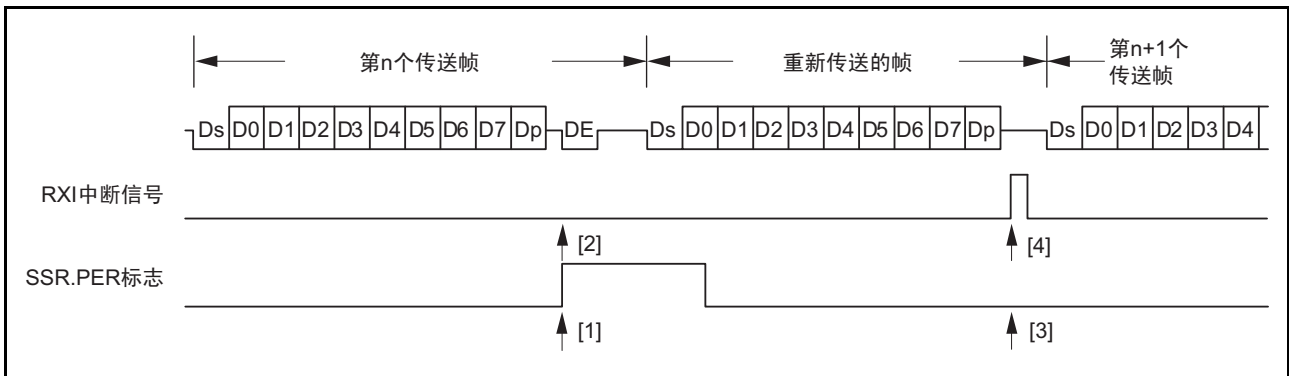 第n个传送帧
重新传送的帧
第n+1个
传送帧
Ds D0 D1 D2 D3 D4 D5 D6 D7 Dp DE Ds D0 D1 D2 D3 D4 D5 D6 D7 Dp Ds D0 D1 D2 D3 D4
RXI中断信号
[2]
[4]
SSR.PER标志
[1]
[3]